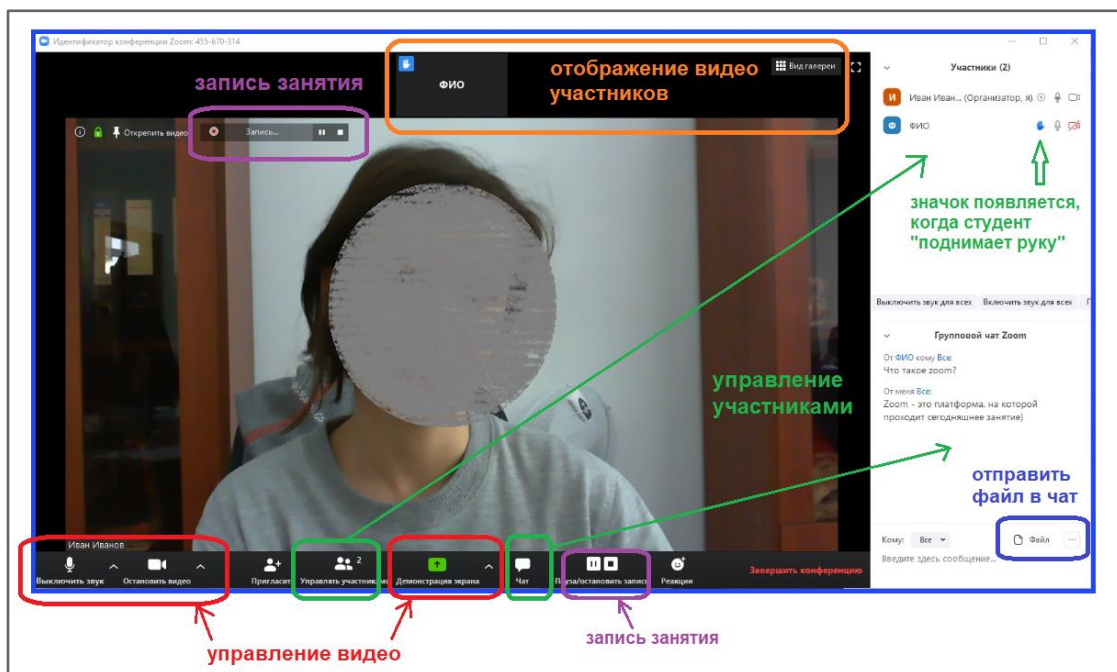 Идентификатор конференции Zoom: 455-670-314
ФИО
отображение видео
участников
Вид галереи
запись занятия
Открепить видео
Запись...
Участники (2)
И
Иван Иван... (Организатор, я)
Ф
ФИО
значок появляется,
когда студент
"поднимает руку"
Выключить звук для всех
Включить звук для всех
Групповой чат Zoom
От ФИО кому Все:
Что такое zoom?
От меня Все:
Zoom - это платформа, на которой
проходит сегодняшнее занятие)
управление
участниками
отправить
файл в чат
Кому: Все
Файл
Введите здесь сообщение...
Иван Иванов
Выключить звук
Остановить видео
Пригласит
2
Управлять участниками
Демонстрация экрана
Чат
Пауза/остановить запись
Реакции
Завершить конференцию
управление видео
запись занятия